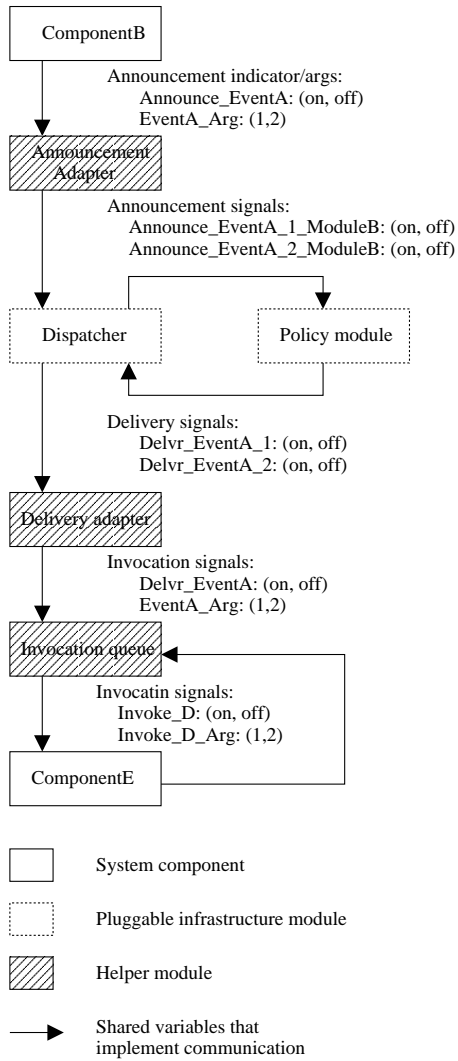 ComponentB
Announcement indicator/args:
Announce_EventA: (on, off)
EventA_Arg: (1,2)
Announcement
Adapter
Announcement signals:
Announce_EventA_1_ModuleB: (on, off)
Announce_EventA_2_ModuleB: (on, off)
Dispatcher
Policy module
Delivery signals:
Delvr_EventA_1: (on, off)
Delvr_EventA_2: (on, off)
Delivery adapter
Invocation signals:
Delvr_EventA: (on, off)
EventA_Arg: (1,2)
Invocation queue
Invocatin signals:
Invoke_D: (on, off)
Invoke_D_Arg: (1,2)
ComponentE
System component
Pluggable infrastructure module
Helper module
Shared variables that
implement communication